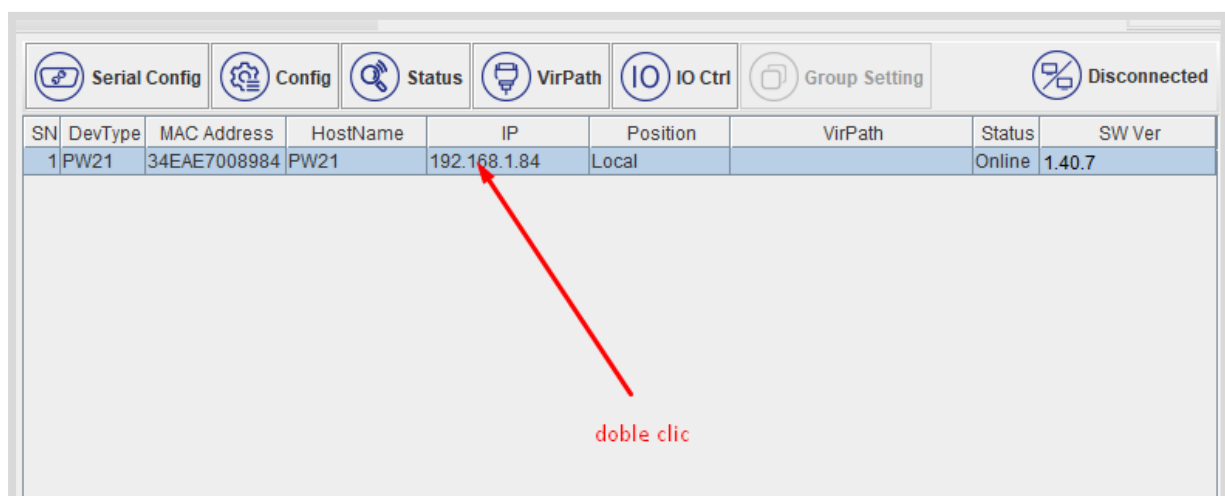 Serial Config Config Status VirPath IO IO Ctrl Group Setting Disconnected
SN DevType MAC Address HostName IP Position VirPath Status SW Ver
1 PW21 34EAE7008984 PW21 192.168.1.84 Local Online 1.40.7
doble clic